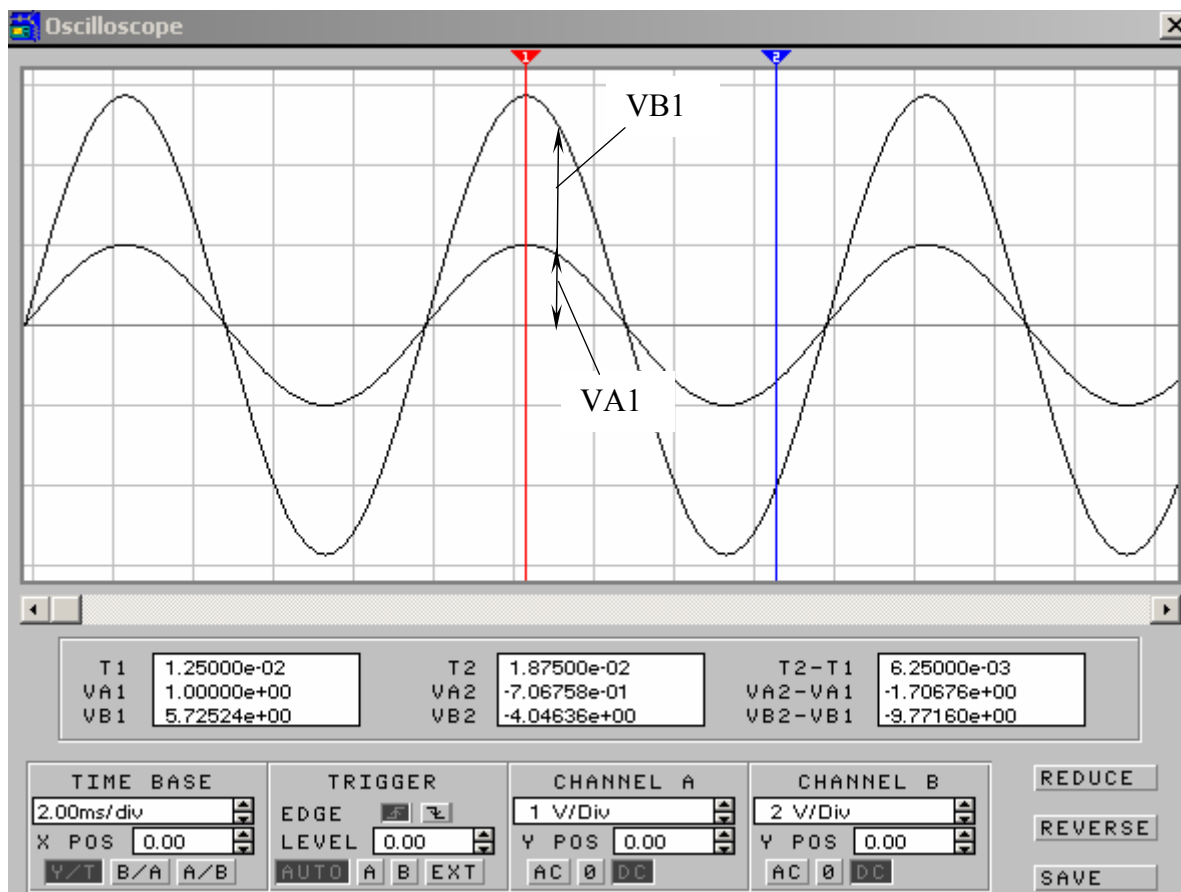 Oscilloscope
1 2
VB1
VA1
T1 1.25000e-02 T2 1.87500e-02 T2-T1 6.25000e-03
VA1 1.00000e+00 VA2 -7.06758e-01 VA2-VA1 -1.70676e+00
VB1 5.72524e+00 VB2 -4.04636e+00 VB2-VB1 -9.77160e+00
TIME BASE
2.00ms/div
X POS 0.00
Y/T B/A A/B
TRIGGER
EDGE
LEVEL 0.00
AUTO A B EXT
CHANNEL A
1 V/Div
Y POS 0.00
AC 0 DC
CHANNEL B
2 V/Div
Y POS 0.00
AC 0 DC
REDUCE
REVERSE
SAVE